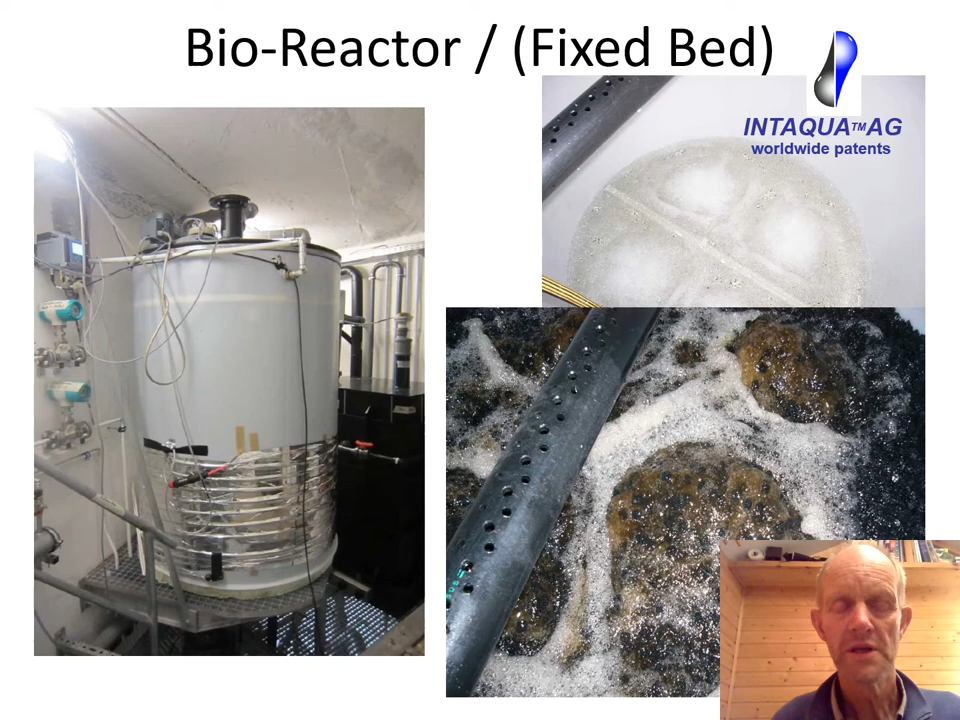 Bio-Reactor / (Fixed Bed)
INTAQUA™AG
worldwide patents